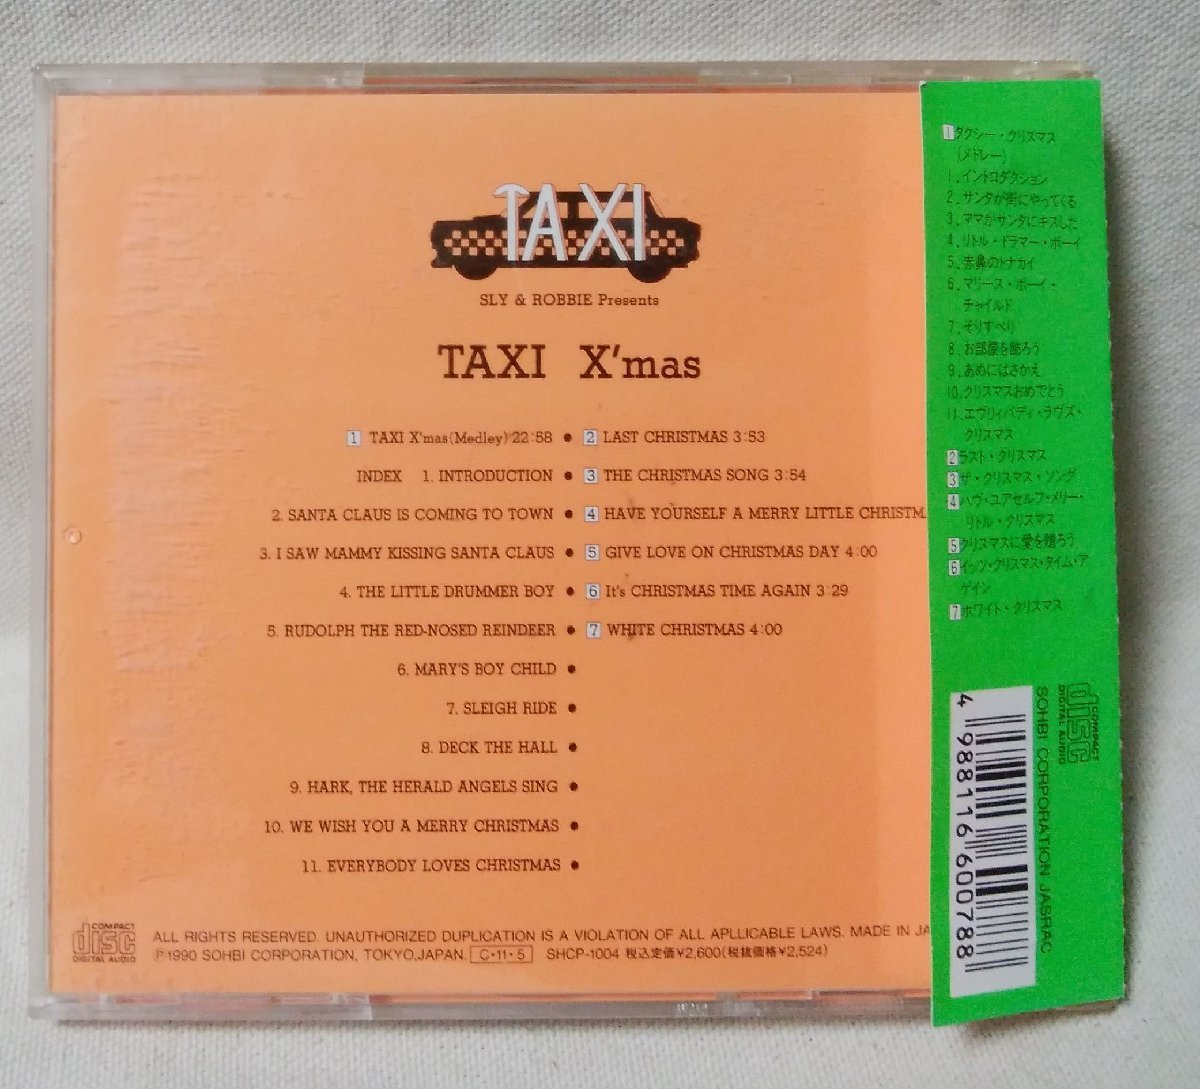 TAXI
SLY & ROBBIE Presents
TAXI X'mas
1 TAXI X'mas(Medley) 22:58
INDEX 1. INTRODUCTION
2. SANTA CLAUS IS COMING TO TOWN
3. I SAW MAMMY KISSING SANTA CLAUS
4. THE LITTLE DRUMMER BOY
5. RUDOLPH THE RED-NOSED REINDEER
6. MARY'S BOY CHILD
7. SLEIGH RIDE
8. DECK THE HALL
9. HARK, THE HERALD ANGELS SING
10. WE WISH YOU A MERRY CHRISTMAS
11. EVERYBODY LOVES CHRISTMAS
2 LAST CHRISTMAS 3:53
3 THE CHRISTMAS SONG 3:54
4 HAVE YOURSELF A MERRY LITTLE CHRISTM
5 GIVE LOVE ON CHRISTMAS DAY 4:00
6 It's CHRISTMAS TIME AGAIN 3:29
7 WHITE CHRISTMAS 4:00
COMPACT
disc
DIGITAL AUDIO
ALL RIGHTS RESERVED. UNAUTHORIZED DUPLICATION IS A VIOLATION OF ALL APLLICABLE LAWS. MADE IN JA
℗1990 SOHBI CORPORATION, TOKYO,JAPAN. C・11・5 SHCP-1004 税込定価¥2,600(税抜価格¥2,524)
1タクシー・クリスマス
(メドレー)
1.イントロダクション
2.サンタが街にやってくる
3.ママがサンタにキスした
4.リトル・ドラマー・ボーイ
5.赤鼻のトナカイ
6.マリース・ボーイ・
チャイルド
7.そりすべり
8.お部屋を飾ろう
9.あめにはさかえ
10.クリスマスおめでとう
11.エヴリィバディ・ラヴズ・
クリスマス
2ラスト・クリスマス
3ザ・クリスマス・ソング
4ハヴ・ユアセルフ・メリー・
リトル・クリスマス
5クリスマスに愛を贈ろう
6イッツ・クリスマス・タイム・ア
ゲイン
7ホワイト・クリスマス
COMPACT
disc
DIGITAL AUDIO
SOHBI CORPORATION JASRAC
4 988116 600788